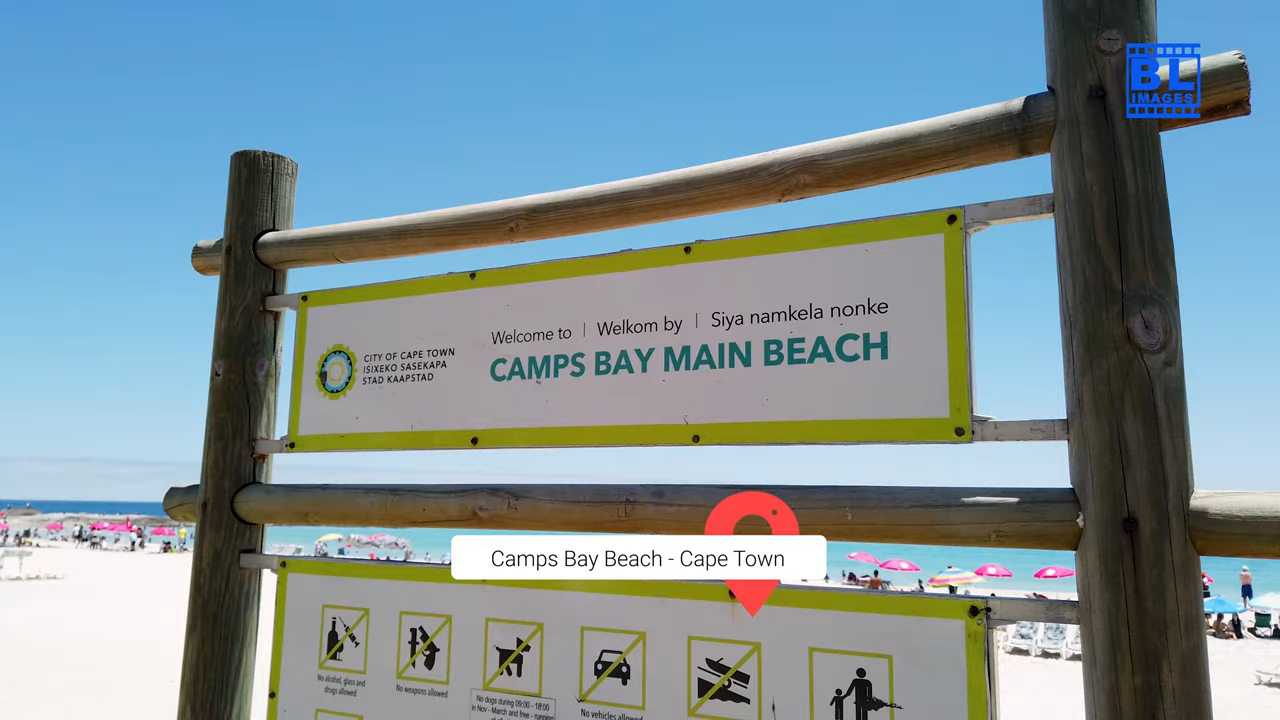 BL
IMAGES
Welcome to | Welkom by | Siya namkela nonke
CAMPS BAY MAIN BEACH
CITY OF CAPE TOWN
ISIXEKO SASEKAPA
STAD KAAPSTAD
Camps Bay Beach - Cape Town
No alcohol, glass and
drugs allowed
No weapons allowed
No dogs during 09:00 - 18:00
in Nov - March and free - running
No vehicles allowed